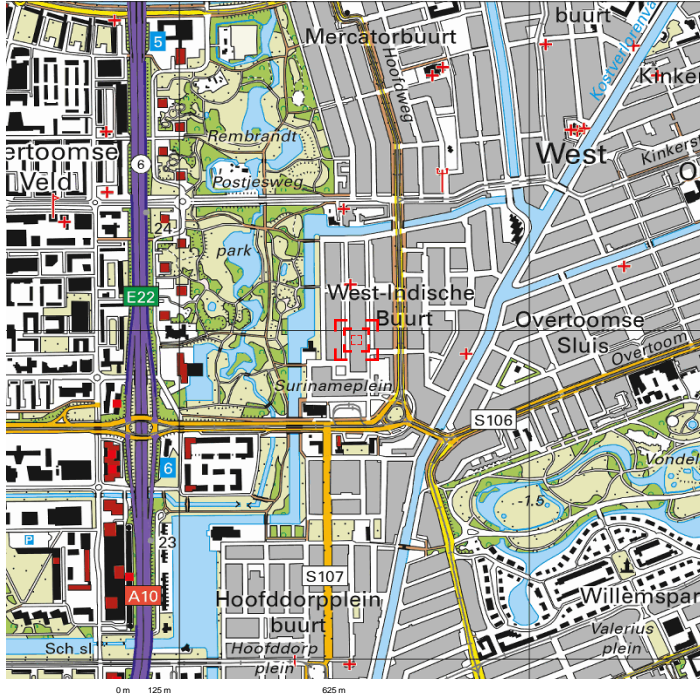 buurt
Mercatorbuurt
5
Hoofdweg
Kostverlorenva
Kinker
Rembrandt
Kinkerst
West
ertoomse
Veld
6
Postjesweg
O
24
park
E22
West-Indische
Buurt
Overtoomse
Sluis
Overtoom
Surinameplein
S106
6
Vondel
-1.5
P
23
S107
A10
Hoofddorpplein
buurt
Willemspar
Valerius
plein
Sch sl
Hoofddorp
plein
0 m
125 m
625 m